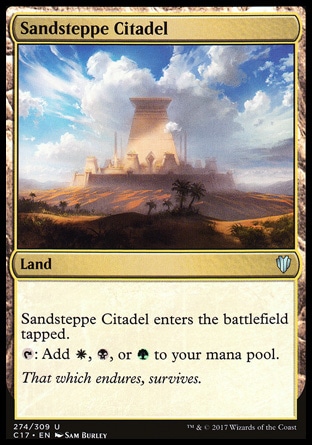 Sandsteppe Citadel
Land
Sandsteppe Citadel enters the battlefield
tapped.
: Add , , or to your mana pool.
That which endures, survives.
274/309 U
C17 • EN Sam Burley
™ & © 2017 Wizards of the Coast